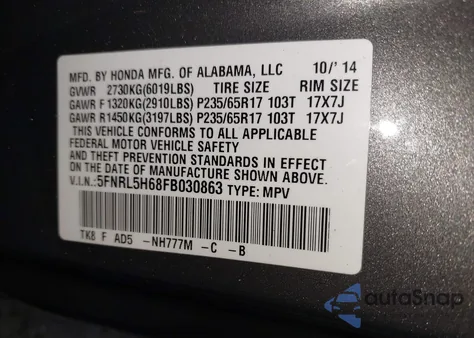 MFD. BY HONDA MFG. OF ALABAMA, LLC 10/'14
GVWR 2730KG(6019LBS) TIRE SIZE RIM SIZE
GAWR F 1320KG(2910LBS) P235/65R17 103T 17X7J
GAWR R 1450KG(3197LBS) P235/65R17 103T 17X7J
THIS VEHICLE CONFORMS TO ALL APPLICABLE
FEDERAL MOTOR VEHICLE SAFETY
AND THEFT PREVENTION STANDARDS IN EFFECT
ON THE DATE OF MANUFACTURE SHOWN ABOVE.
V.I.N.: 5FNRL5H68FB030863 TYPE: MPV
TK8 F AD5 -NH777M -C -B
autoSnap